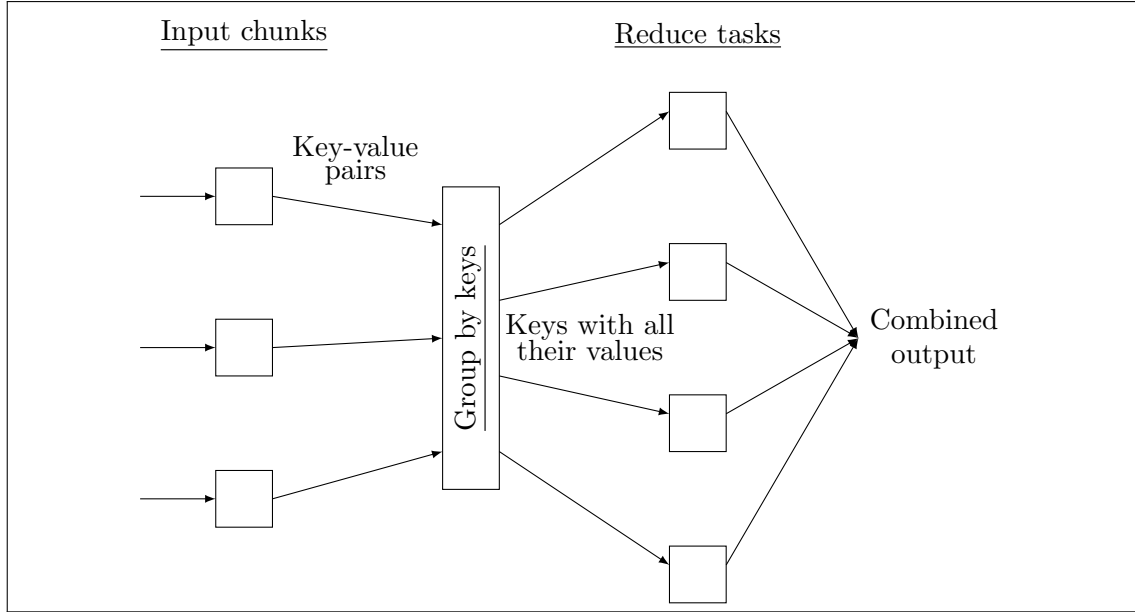 Input chunks
Reduce tasks
Key-value
pairs
Group by keys
Keys with all
their values
Combined
output